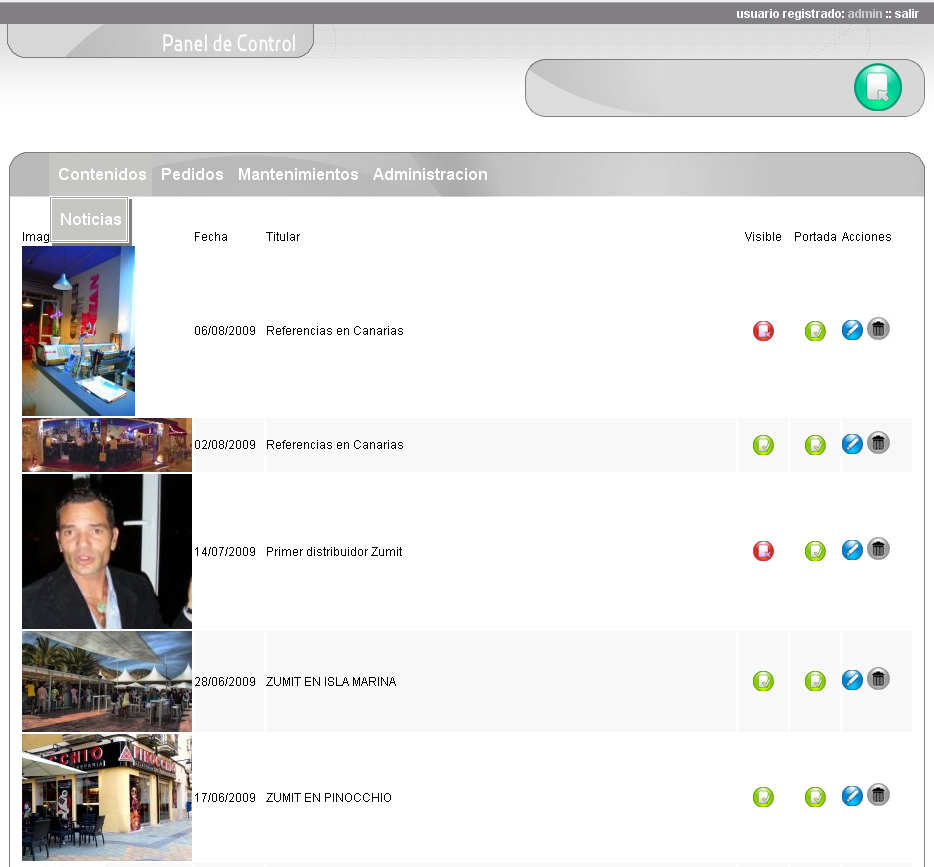 usuario registrado: admin :: salir
Panel de Control
Contenidos Pedidos Mantenimientos Administracion
Noticias
Imag Fecha Titular Visible Portada Acciones
06/08/2009 Referencias en Canarias
02/08/2009 Referencias en Canarias
14/07/2009 Primer distribuidor Zumit
28/06/2009 ZUMIT EN ISLA MARINA
17/06/2009 ZUMIT EN PINOCCHIO